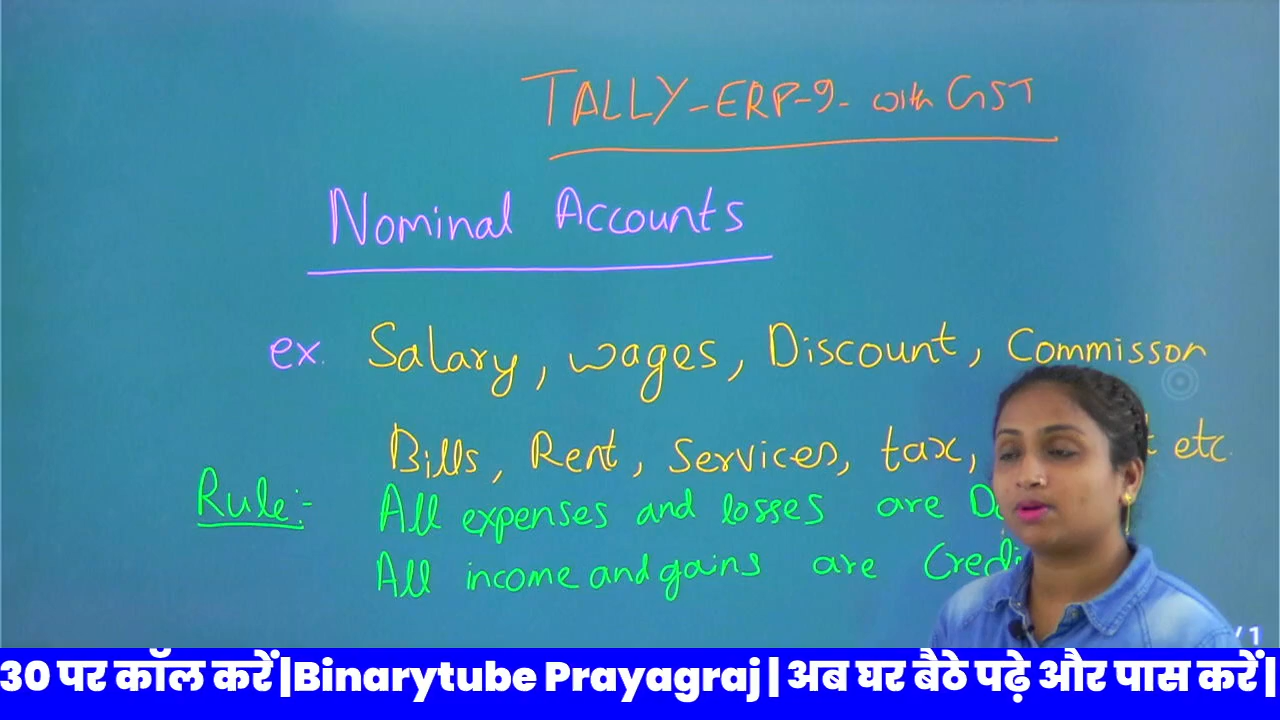 TALLY-ERP-9- with GST
Nominal Accounts
ex. Salary, wages, Discount, Commisson
Bills, Rent, Services, tax, etc.
Rule:- All expenses and losses are
All income and gains are
/1
30 पर कॉल करें|Binarytube Prayagraj | अब घर बैठे पढ़े और पास करें|